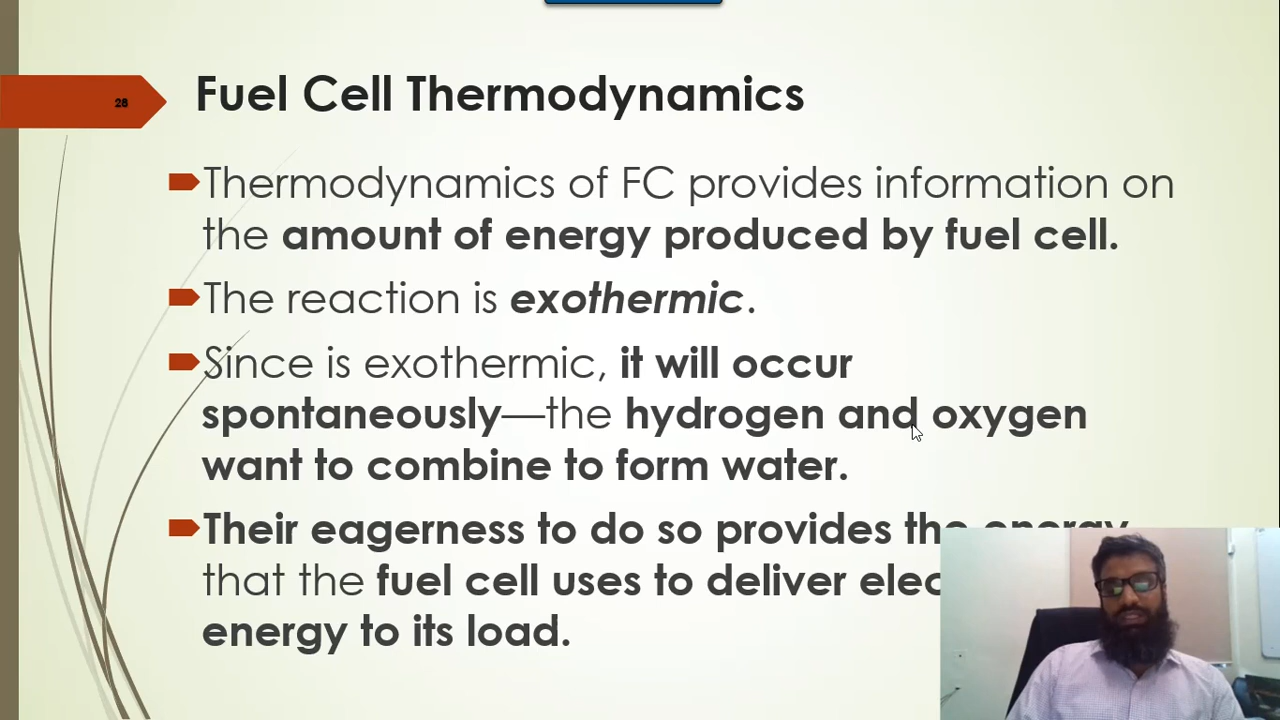 28
Fuel Cell Thermodynamics
Thermodynamics of FC provides information on
the amount of energy produced by fuel cell.
The reaction is exothermic.
Since is exothermic, it will occur
spontaneously—the hydrogen and oxygen
want to combine to form water.
Their eagerness to do so provides the energy
that the fuel cell uses to deliver
energy to its load.